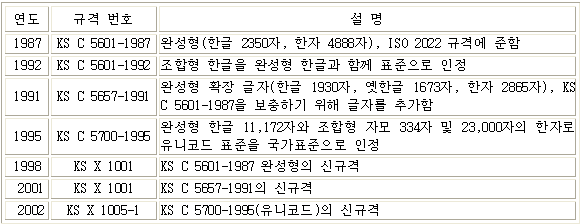 연도 규격 번호 설 명
1987 KS C 5601-1987 완성형(한글 2350자, 한자 4888자), ISO 2022 규격에 준함
1992 KS C 5601-1992 조합형 한글을 완성형 한글과 함께 표준으로 인정
1991 KS C 5657-1991 완성형 확장 글자(한글 1930자, 옛한글 1673자, 한자 2865자), KS
C 5601-1987을 보충하기 위해 글자를 추가함
1995 KS C 5700-1995 완성형 한글 11,172자와 조합형 자모 334자 및 23,000자의 한자로
유니코드 표준을 국가표준으로 인정
1998 KS X 1001 KS C 5601-1987 완성형의 신규격
2001 KS X 1001 KS C 5657-1991의 신규격
2002 KS X 1005-1 KS C 5700-1995(유니코드)의 신규격